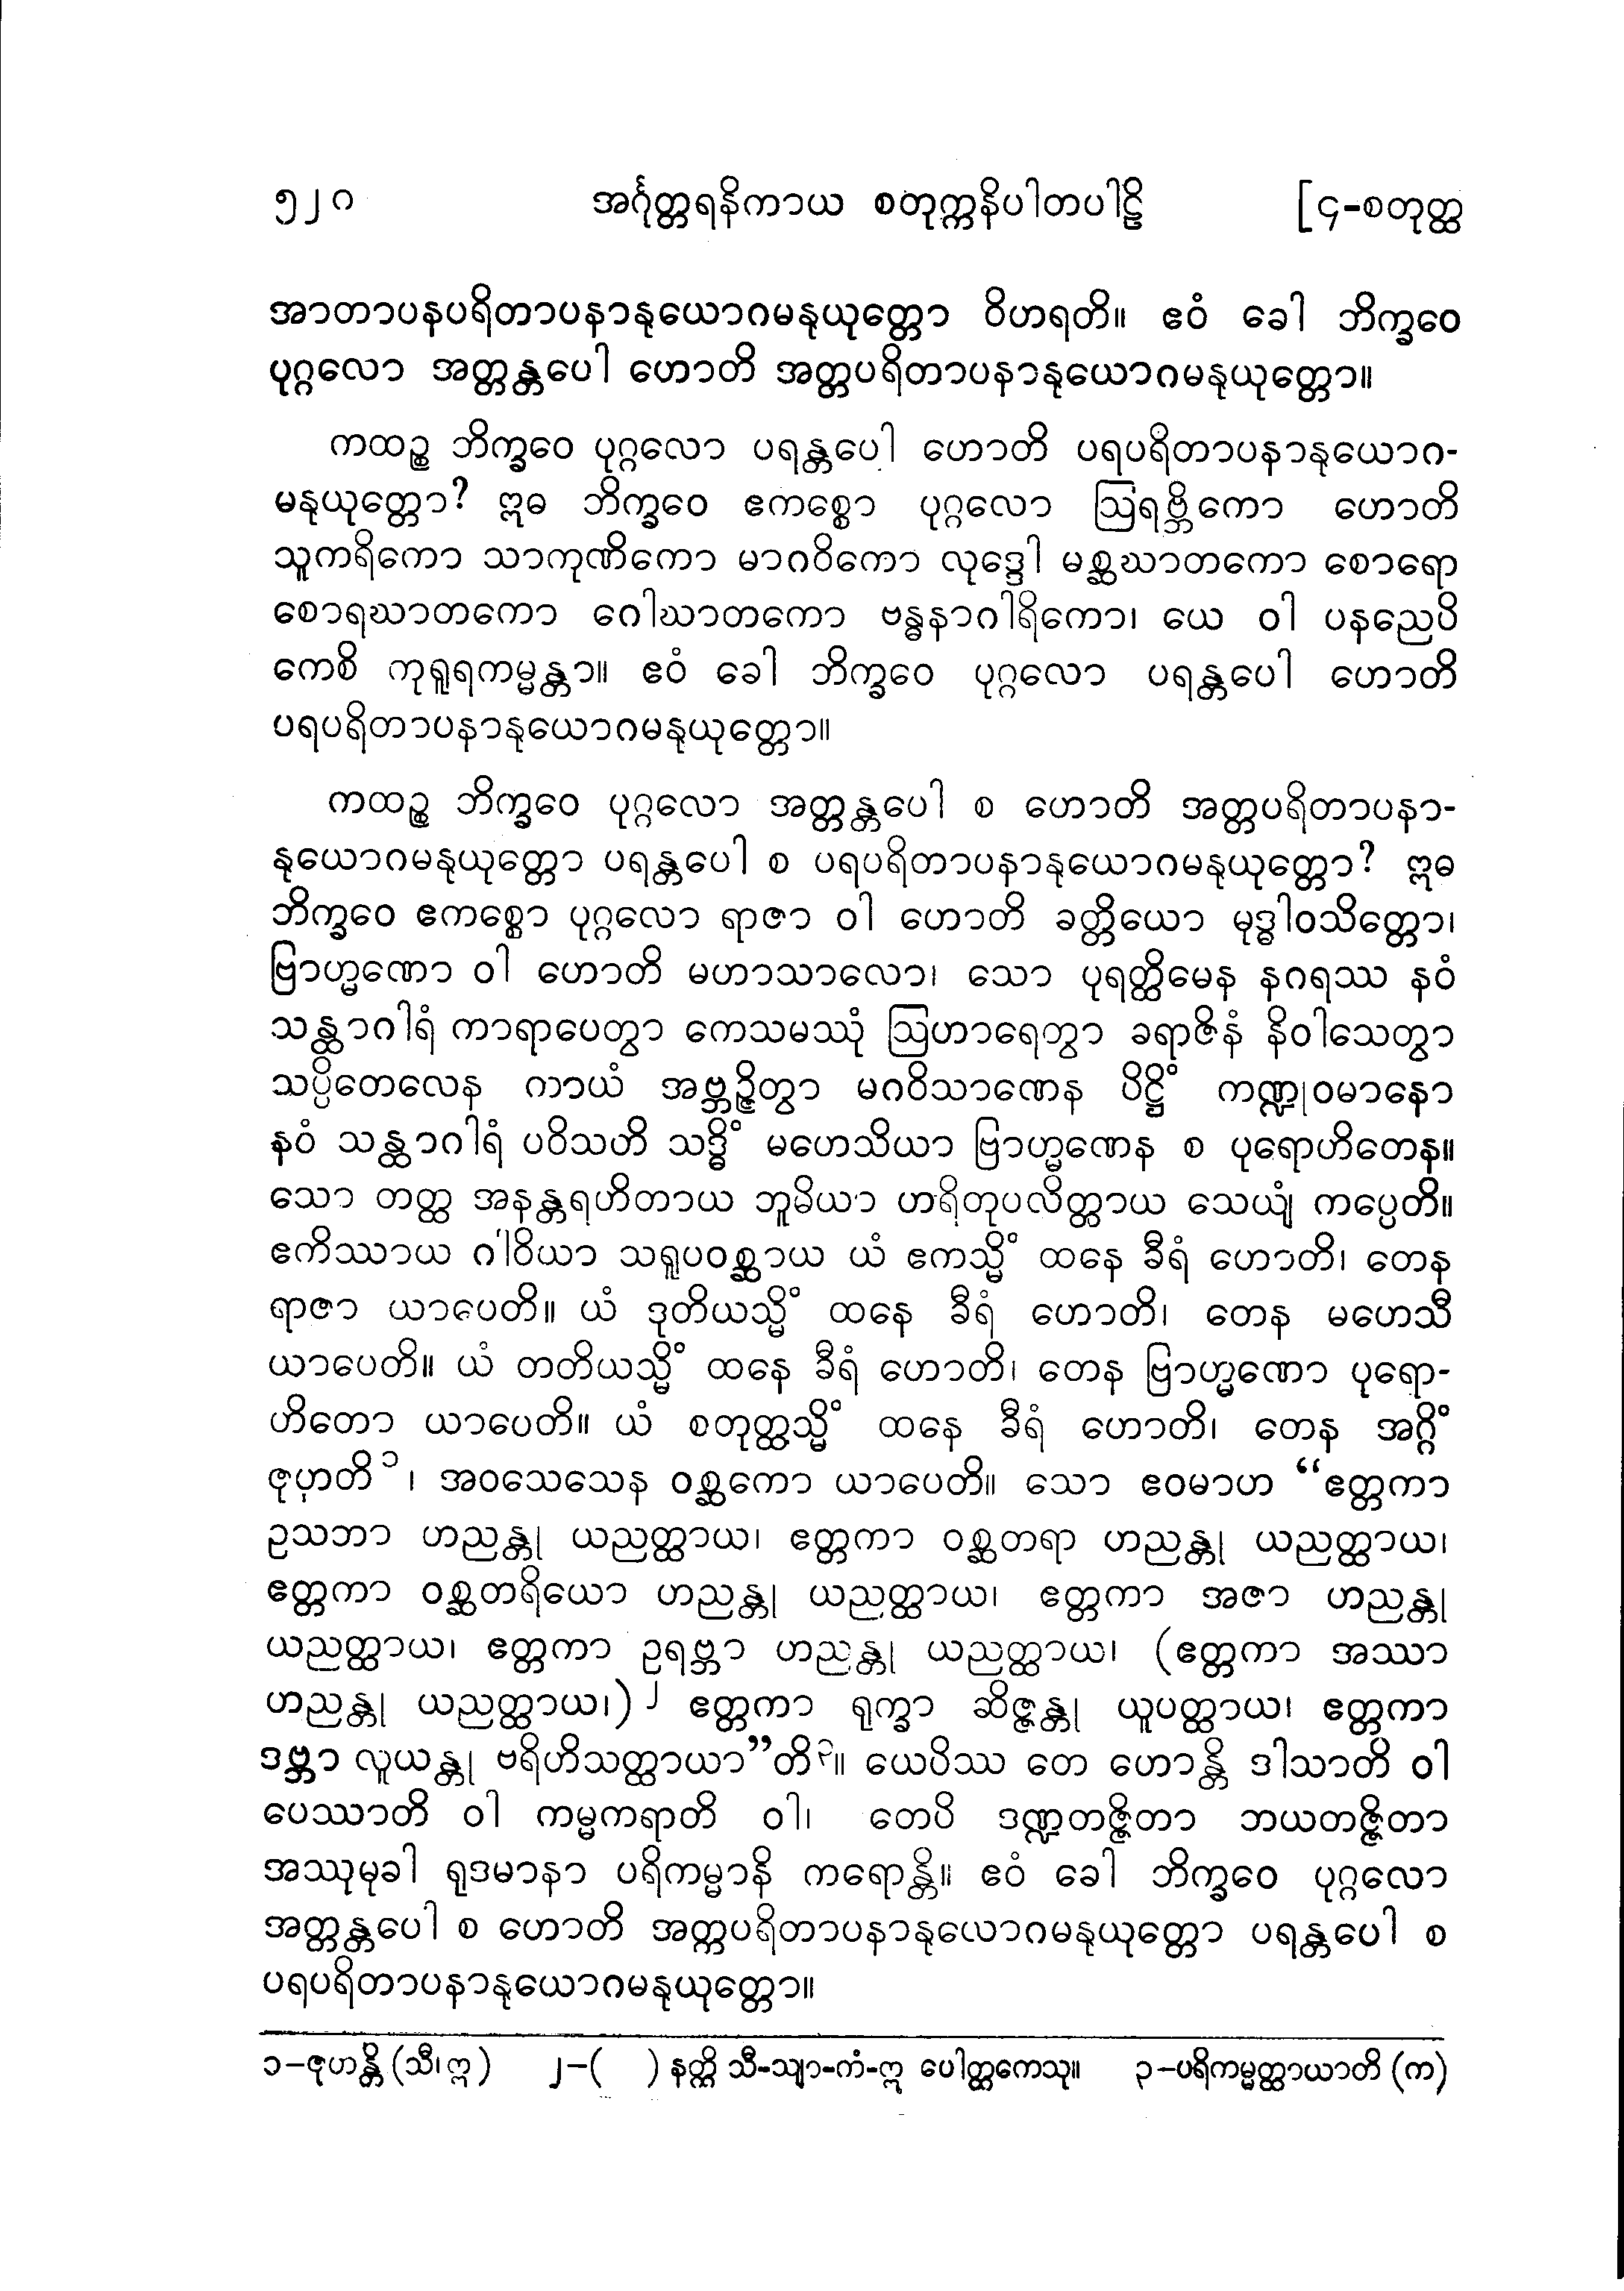 ၅၂၀ အင်္ဂုတ္တရနိကာယ စတုက္ကနိပါတပါဠိ [၄-စတုတ္ထ
အာတာပနပရိတာပနာနုယောဂမနုယုတ္တော ဝိဟရတိ။ ဧဝံ ခေါ ဘိက္ခဝေ
ပုဂ္ဂလော အတ္တန္တပေါ ဟောတိ အတ္တပရိတာပနာနုယောဂမနုယုတ္တော။
ကထဉ္စ ဘိက္ခဝေ ပုဂ္ဂလော ပရန္တပေါ ဟောတိ ပရပရိတာပနာနုယောဂ-
မနုယုတ္တော? ဣဓ ဘိက္ခဝေ ဧကစ္စော ပုဂ္ဂလော ဩရဗ္ဘိကော ဟောတိ
သူကရိကော သာကုဏိကော မာဂဝိကော လုဒ္ဒေါ မစ္ဆဃာတကော စောရော
စောရဃာတကော ဂေါဃာတကော ဗန္ဓနာဂါရိကော၊ ယေ ဝါ ပနညေပိ
ကေစိ ကုရူရကမ္မန္တာ။ ဧဝံ ခေါ ဘိက္ခဝေ ပုဂ္ဂလော ပရန္တပေါ ဟောတိ
ပရပရိတာပနာနုယောဂမနုယုတ္တော။
ကထဉ္စ ဘိက္ခဝေ ပုဂ္ဂလော အတ္တန္တပေါ စ ဟောတိ အတ္တပရိတာပနာ-
နုယောဂမနုယုတ္တော ပရန္တပေါ စ ပရပရိတာပနာနုယောဂမနုယုတ္တော? ဣဓ
ဘိက္ခဝေ ဧကစ္စော ပုဂ္ဂလော ရာဇာ ဝါ ဟောတိ ခတ္တိယော မုဒ္ဓါဝသိတ္တော၊
ဗြာဟ္မဏော ဝါ ဟောတိ မဟာသာလော၊ သော ပုရတ္ထိမေန နဂရဿ နဝံ
သန္ထာဂါရံ ကာရာပေတွာ ကေသမဿုံ ဩဟာရေတွာ ခရာဇိနံ နိဝါသေတွာ
သပ္ပိတေလေန ကာယံ အဗ္ဘဉ္ဇိတွာ မဂဝိသာဏေန ပိဋ္ဌိံ ကဏ္ဍုဝမာနော
နဝံ သန္ထာဂါရံ ပဝိသတိ သဒ္ဓိံ မဟေသိယာ ဗြာဟ္မဏေန စ ပုရောဟိတေန။
သော တတ္ထ အနန္တရဟိတာယ ဘူမိယာ ဟရိတုပလိတ္တာယ သေယျံ ကပ္ပေတိ။
ဧကိဿာယ ဂါဝိယာ သရူပဝစ္ဆာယ ယံ ဧကသ္မိံ ထနေ ခီရံ ဟောတိ၊ တေန
ရာဇာ ယာပေတိ။ ယံ ဒုတိယသ္မိံ ထနေ ခီရံ ဟောတိ၊ တေန မဟေသီ
ယာပေတိ။ ယံ တတိယသ္မိံ ထနေ ခီရံ ဟောတိ၊ တေန ဗြာဟ္မဏော ပုရော-
ဟိတော ယာပေတိ။ ယံ စတုတ္ထသ္မိံ ထနေ ခီရံ ဟောတိ၊ တေန အဂ္ဂိံ
ဇုဟတိ၁၊ အဝသေသေန ဝစ္ဆကော ယာပေတိ။ သော ဧဝမာဟ “ဧတ္တကာ
ဥသဘာ ဟညန္တု ယညတ္ထာယ၊ ဧတ္တကာ ဝစ္ဆတရာ ဟညန္တု ယညတ္ထာယ၊
ဧတ္တကာ ဝစ္ဆတရိယော ဟညန္တု ယညတ္ထာယ၊ ဧတ္တကာ အဇာ ဟညန္တု
ယညတ္ထာယ၊ ဧတ္တကာ ဥရဗ္ဘာ ဟညန္တု ယညတ္ထာယ၊ (ဧတ္တကာ အဿာ
ဟညန္တု ယညတ္ထာယ၊)၂ ဧတ္တကာ ရုက္ခာ ဆိဇ္ဇန္တု ယူပတ္ထာယ၊ ဧတ္တကာ
ဒဗ္ဘာ လူယန္တု ဗရိဟိသတ္ထာယာ”တိ၃။ ယေပိဿ တေ ဟောန္တိ ဒါသာတိ ဝါ
ပေဿာတိ ဝါ ကမ္မကရာတိ ဝါ၊ တေပိ ဒဏ္ဍတဇ္ဇိတာ ဘယတဇ္ဇိတာ
အဿုမုခါ ရုဒမာနာ ပရိကမ္မာနိ ကရောန္တိ။ ဧဝံ ခေါ ဘိက္ခဝေ ပုဂ္ဂလော
အတ္တန္တပေါ စ ဟောတိ အတ္တပရိတာပနာနုယောဂမနုယုတ္တော ပရန္တပေါ စ
ပရပရိတာပနာနုယောဂမနုယုတ္တော။
၁-ဇုဟန္တိ (သီ၊ ဣ) ၂-( ) နတ္ထိ သီ-သျာ-ကံ-ဣ ပေါတ္ထကေသု။ ၃-ပရိကမ္မတ္ထာယာတိ (က)